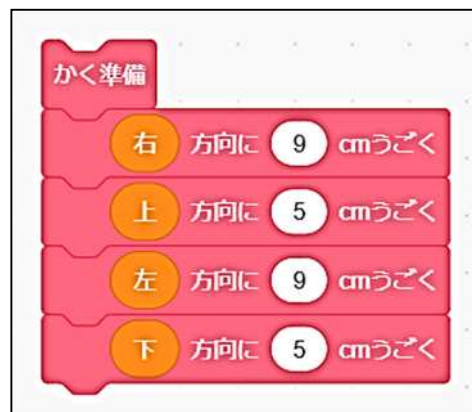 かく準備
右 方向に 9 cmうごく
上 方向に 5 cmうごく
左 方向に 9 cmうごく
下 方向に 5 cmうごく